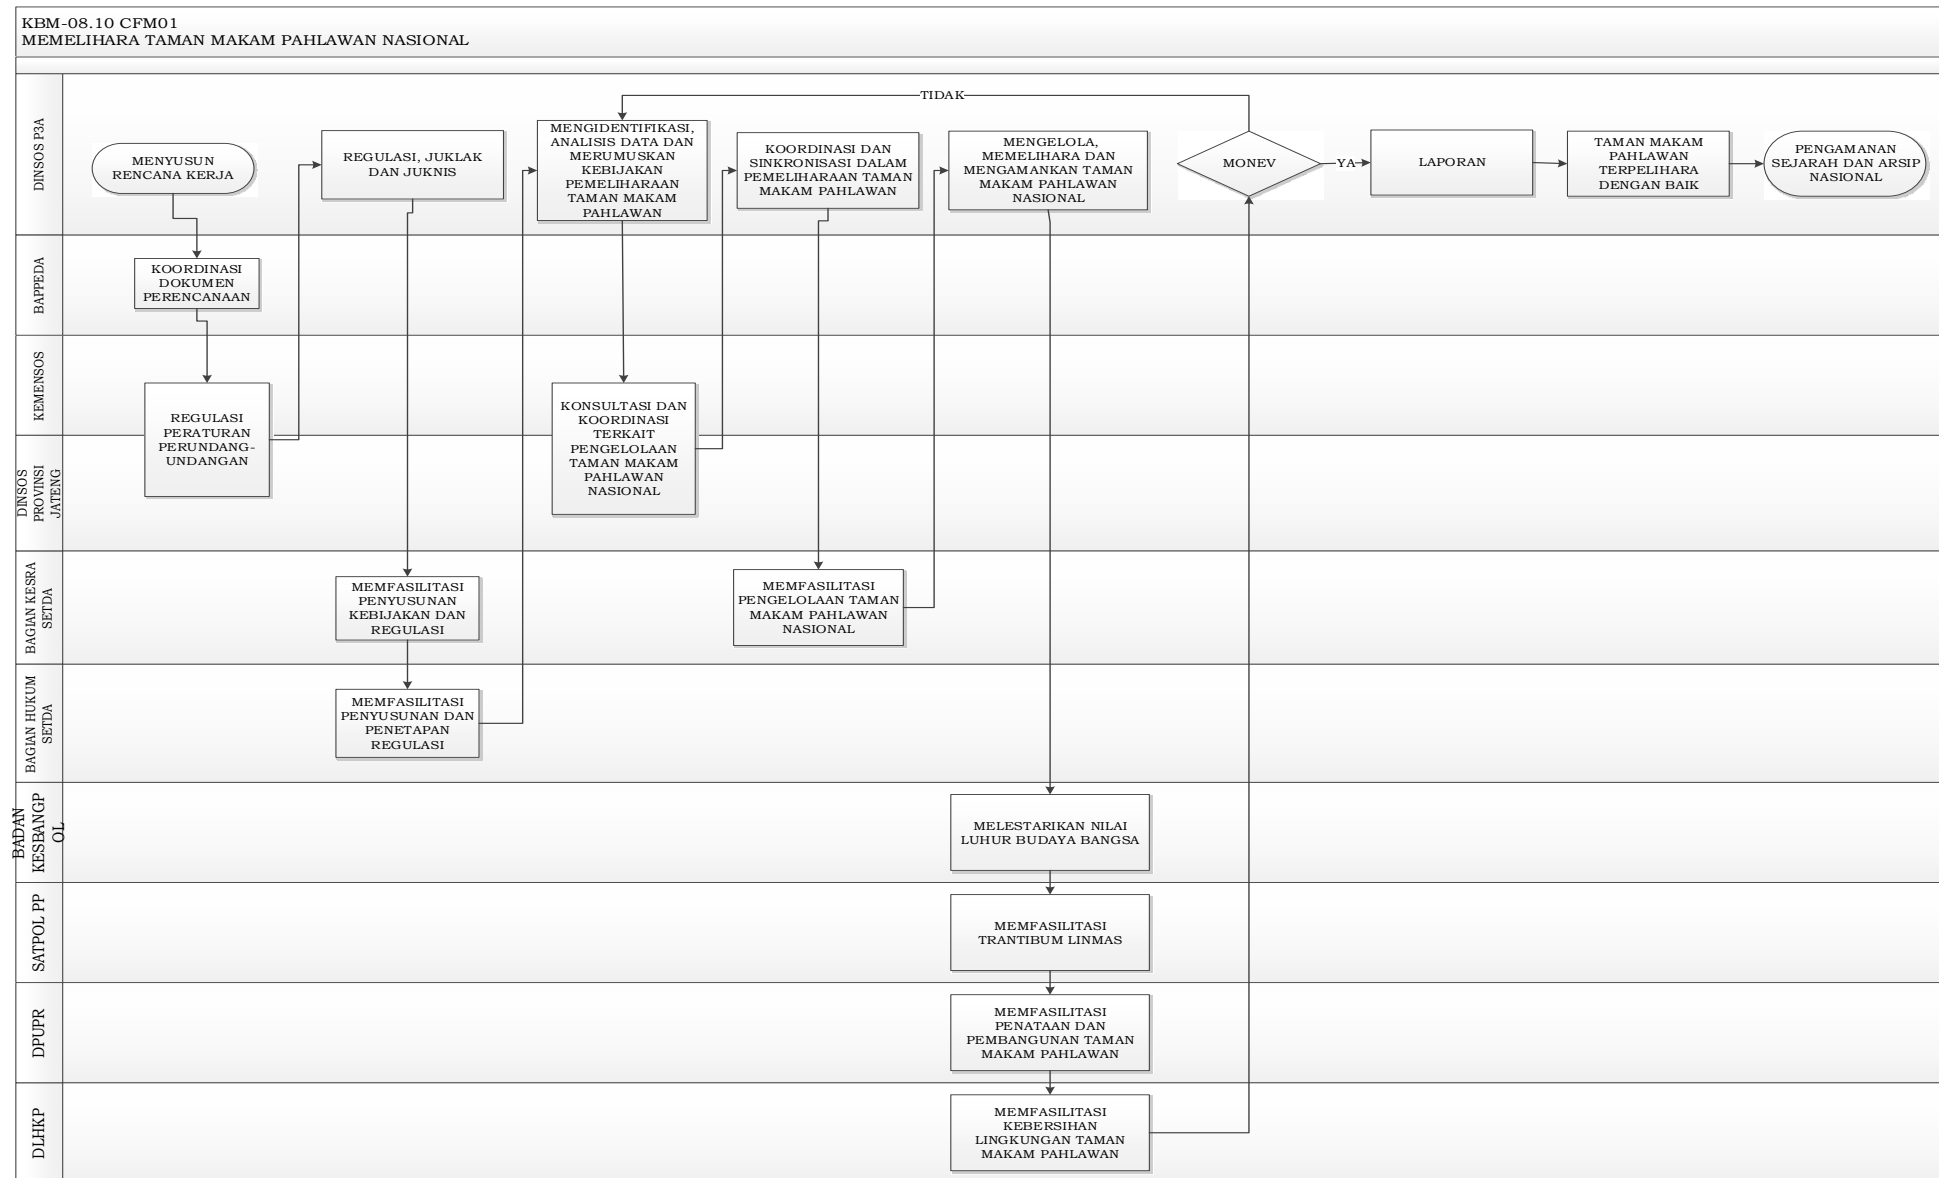 KBM-08.10 CFM01
MEMELIHARA TAMAN MAKAM PAHLAWAN NASIONAL
DINSOS P3A
MENYUSUN
RENCANA KERJA
REGULASI, JUKLAK
DAN JUKNIS
MENGIDENTIFIKASI,
ANALISIS DATA DAN
MERUMUSKAN
KEBIJAKAN
PEMELIHARAAN
TAMAN MAKAM
PAHLAWAN
KOORDINASI DAN
SINKRONISASI DALAM
PEMELIHARAAN TAMAN
MAKAM PAHLAWAN
MENGELOLA,
MEMELIHARA DAN
MENGAMANKAN TAMAN
MAKAM PAHLAWAN
NASIONAL
TIDAK
MONEV
YA
LAPORAN
TAMAN MAKAM
PAHLAWAN
TERPELIHARA
DENGAN BAIK
PENGAMANAN
SEJARAH DAN ARSIP
NASIONAL
BAPPEDA
KOORDINASI
DOKUMEN
PERENCANAAN
KEMENSOS
REGULASI
PERATURAN
PERUNDANG-
UNDANGAN
KONSULTASI DAN
KOORDINASI
TERKAIT
PENGELOLAAN
TAMAN MAKAM
PAHLAWAN
NASIONAL
DINSOS
PROVINSI
JATENG
BAGIAN KESRA
SETDA
MEMFASILITASI
PENYUSUNAN
KEBIJAKAN DAN
REGULASI
MEMFASILITASI
PENGELOLAAN TAMAN
MAKAM PAHLAWAN
NASIONAL
BAGIAN HUKUM
SETDA
MEMFASILITASI
PENYUSUNAN DAN
PENETAPAN
REGULASI
BADAN
KESBANGP
OL
MELESTARIKAN NILAI
LUHUR BUDAYA BANGSA
SATPOL PP
MEMFASILITASI
TRANTIBUM LINMAS
DPUPR
MEMFASILITASI
PENATAAN DAN
PEMBANGUNAN TAMAN
MAKAM PAHLAWAN
DLHKP
MEMFASILITASI
KEBERSIHAN
LINGKUNGAN TAMAN
MAKAM PAHLAWAN